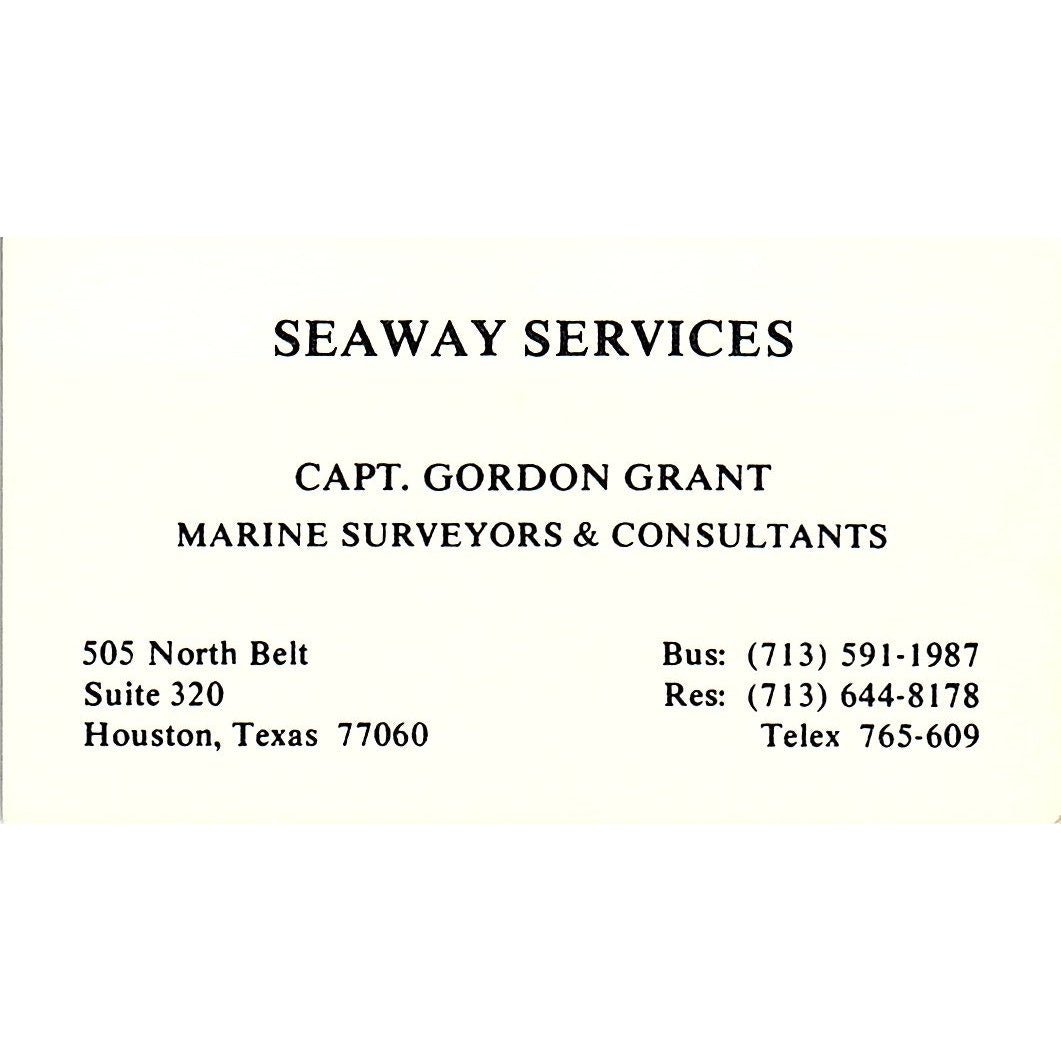 SEAWAY SERVICES
CAPT. GORDON GRANT
MARINE SURVEYORS & CONSULTANTS
505 North Belt
Suite 320
Houston, Texas 77060
Bus: (713) 591-1987
Res: (713) 644-8178
Telex 765-609